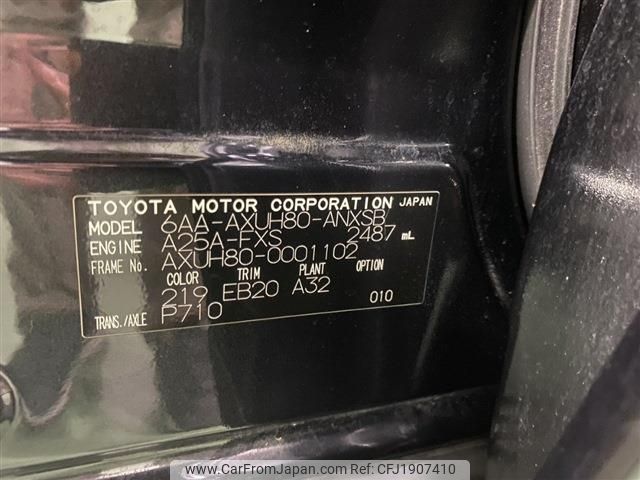 TOYOTA MOTOR CORPORATION JAPAN
MODEL 6AA-AXUH80-ANXSB
ENGINE A25A-FXS 2487 mL
FRAME No. AXUH80-0001102
COLOR TRIM PLANT OPTION
219 EB20 A32
010
TRANS./AXLE P710
www.carfromjapan.com Photo Ref: CFJ1907410